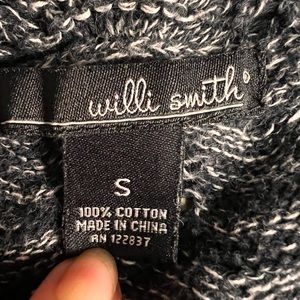 willi smith®
S
100% COTTON
MADE IN CHINA
RN 122837